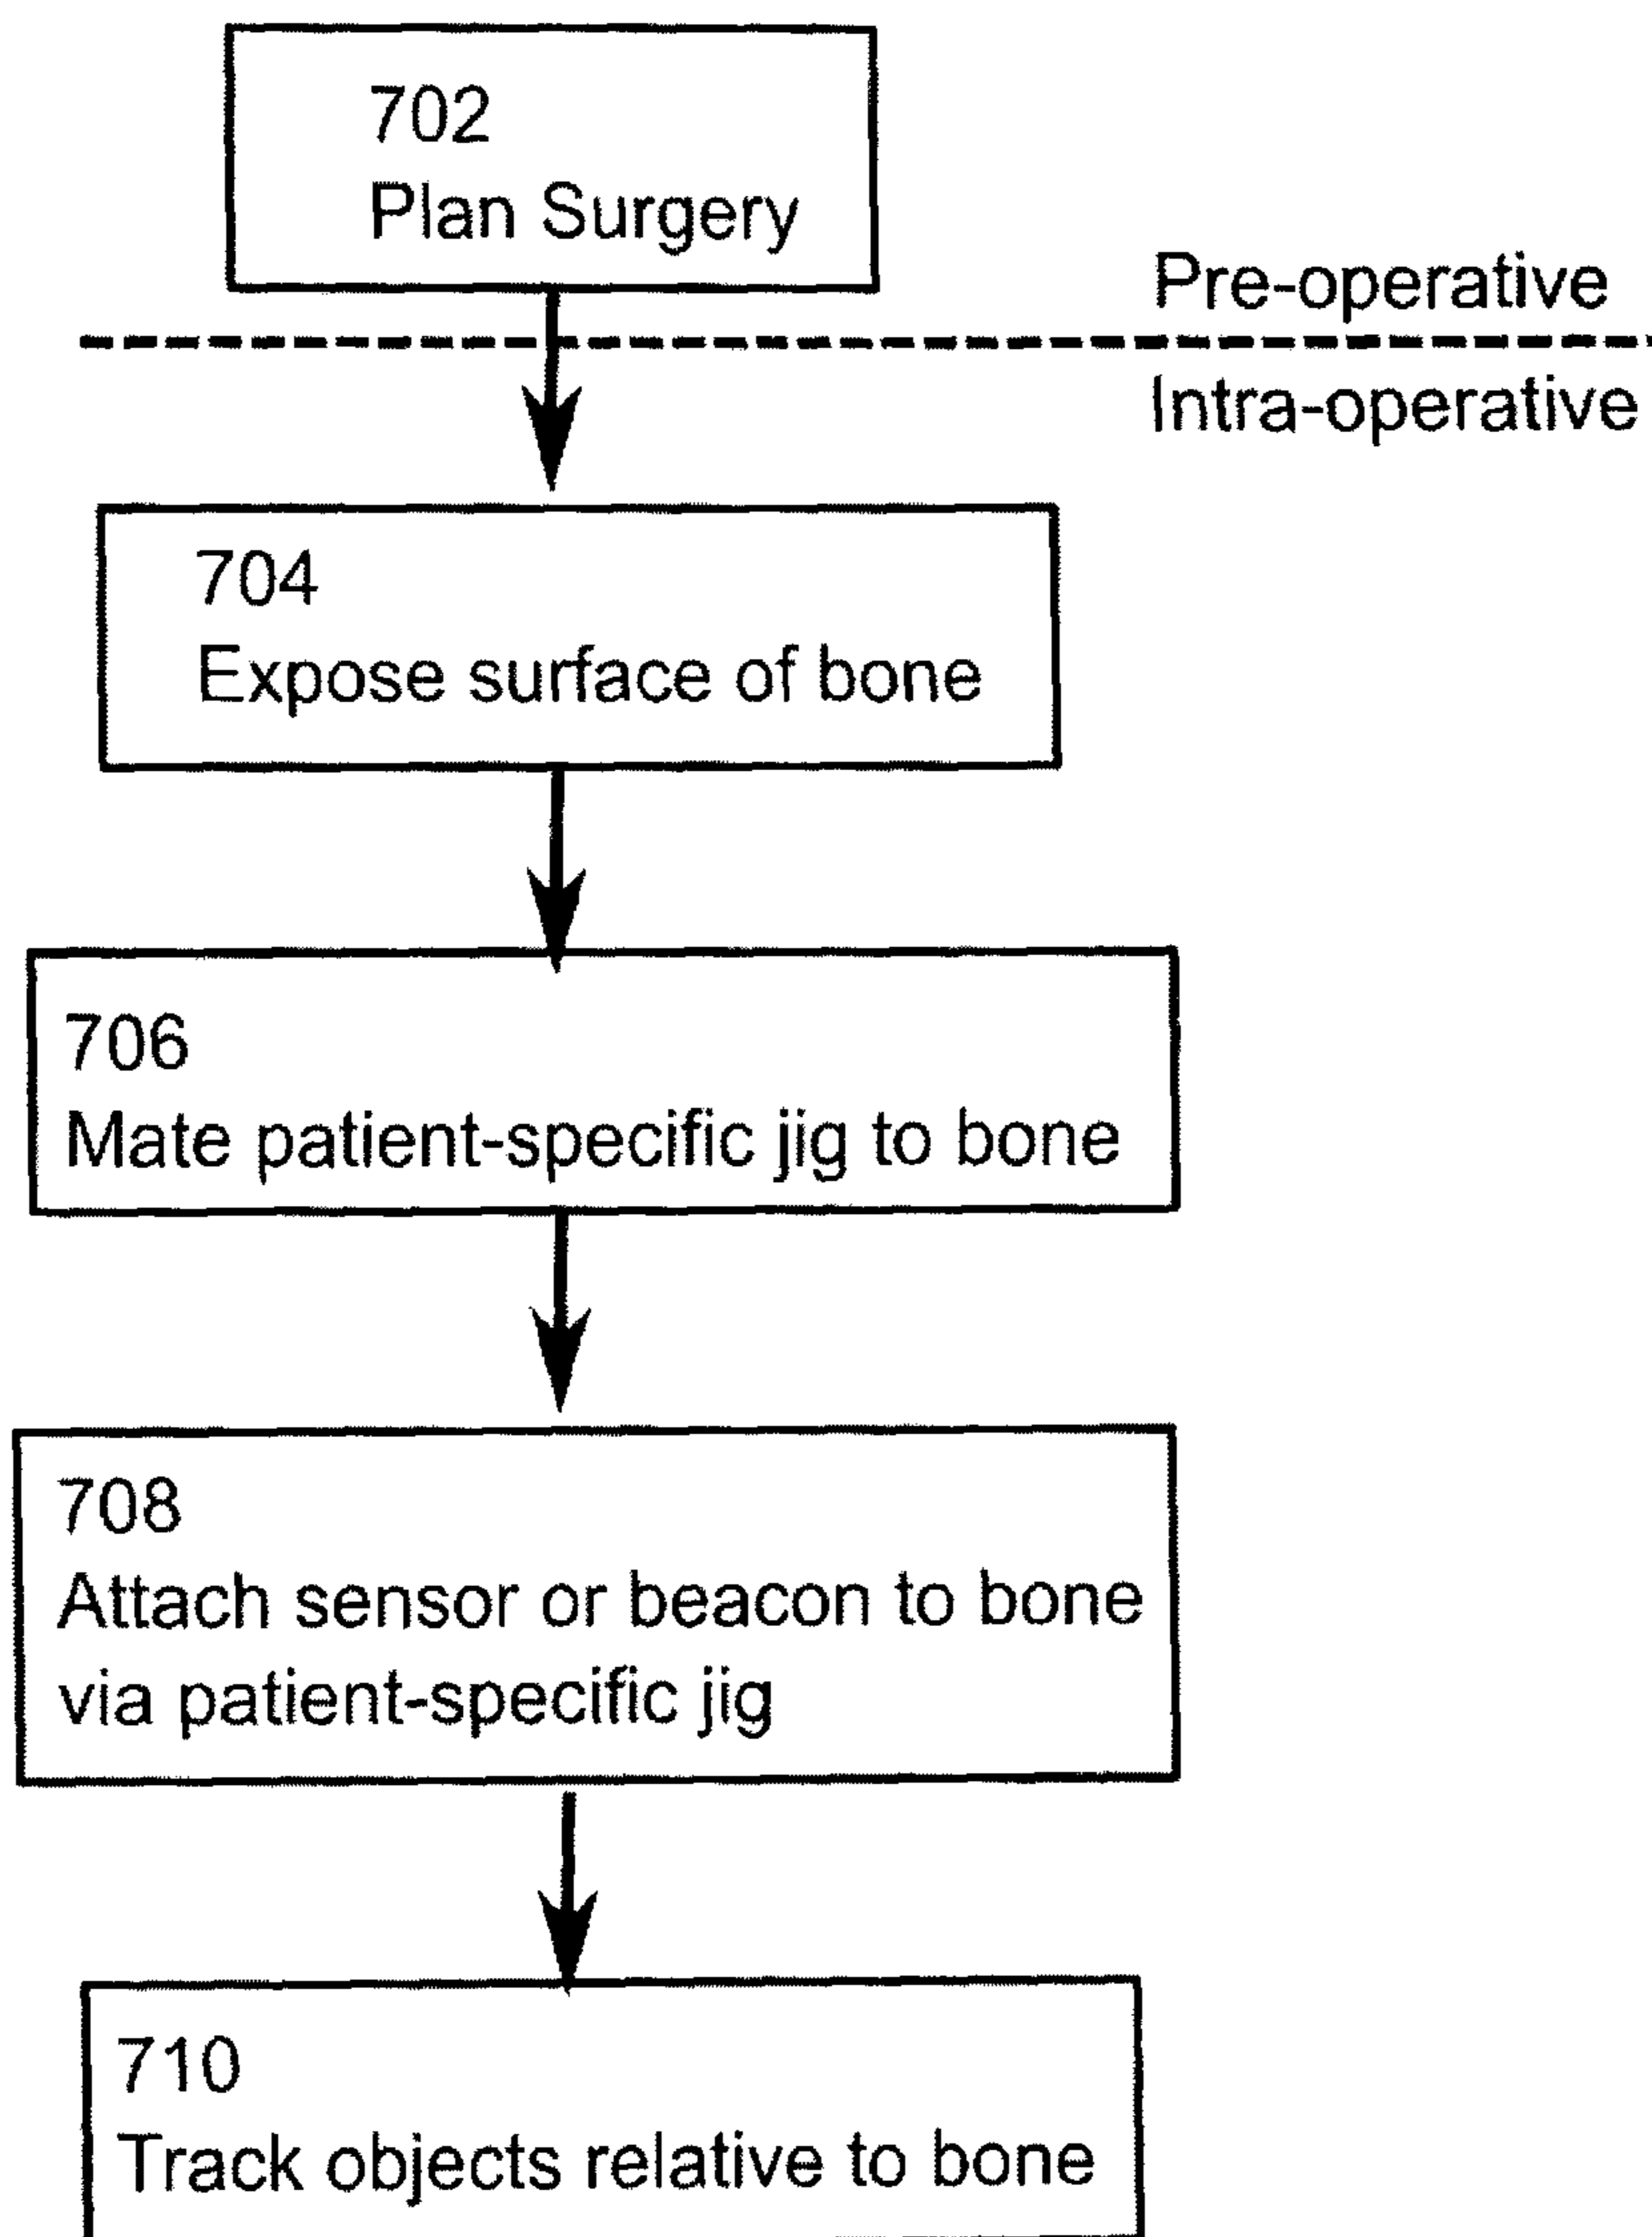 702
Plan Surgery
Pre-operative
Intra-operative
704
Expose surface of bone
706
Mate patient-specific jig to bone
708
Attach sensor or beacon to bone
via patient-specific jig
710
Track objects relative to bone